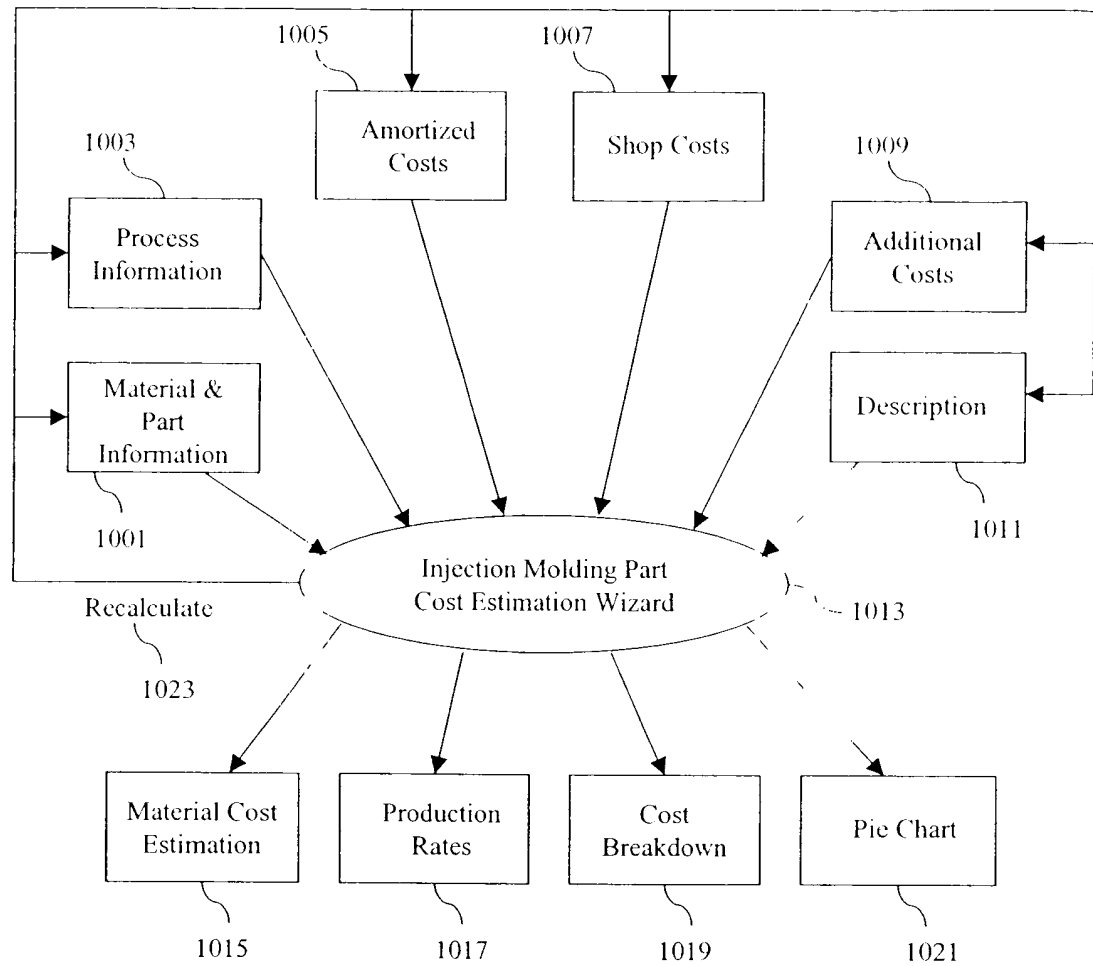 1005
1007
Amortized
Costs
Shop Costs
1003
1009
Process
Information
Additional
Costs
Material &
Part
Information
Description
1001
1011
Injection Molding Part
Cost Estimation Wizard
Recalculate
1013
1023
Material Cost
Estimation
Production
Rates
Cost
Breakdown
Pie Chart
1015
1017
1019
1021